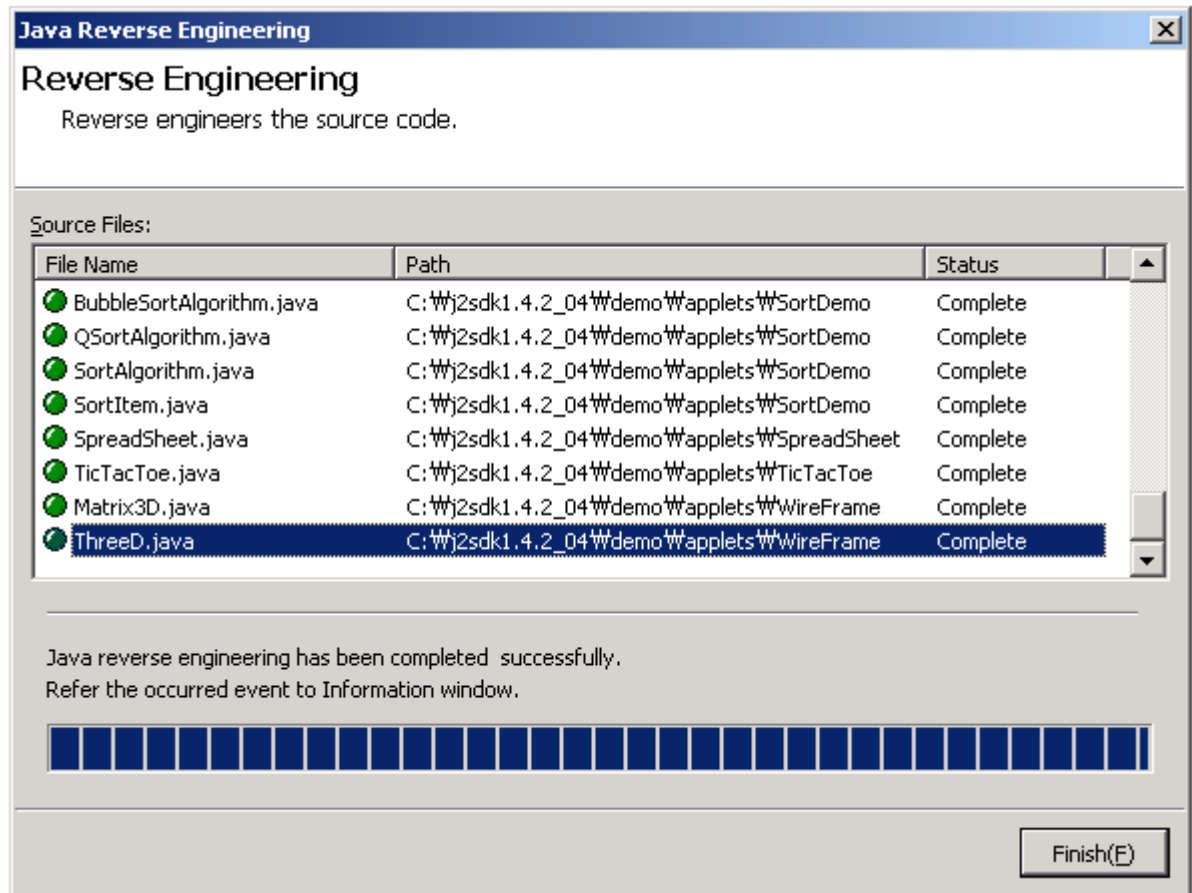 Java Reverse Engineering
Reverse Engineering
Reverse engineers the source code.
Source Files:
File Name Path Status
BubbleSortAlgorithm.java C:₩j2sdk1.4.2_04₩demo₩applets₩SortDemo Complete
QSortAlgorithm.java C:₩j2sdk1.4.2_04₩demo₩applets₩SortDemo Complete
SortAlgorithm.java C:₩j2sdk1.4.2_04₩demo₩applets₩SortDemo Complete
SortItem.java C:₩j2sdk1.4.2_04₩demo₩applets₩SortDemo Complete
SpreadSheet.java C:₩j2sdk1.4.2_04₩demo₩applets₩SpreadSheet Complete
TicTacToe.java C:₩j2sdk1.4.2_04₩demo₩applets₩TicTacToe Complete
Matrix3D.java C:₩j2sdk1.4.2_04₩demo₩applets₩WireFrame Complete
ThreeD.java C:₩j2sdk1.4.2_04₩demo₩applets₩WireFrame Complete
Java reverse engineering has been completed successfully.
Refer the occurred event to Information window.
Finish(F)